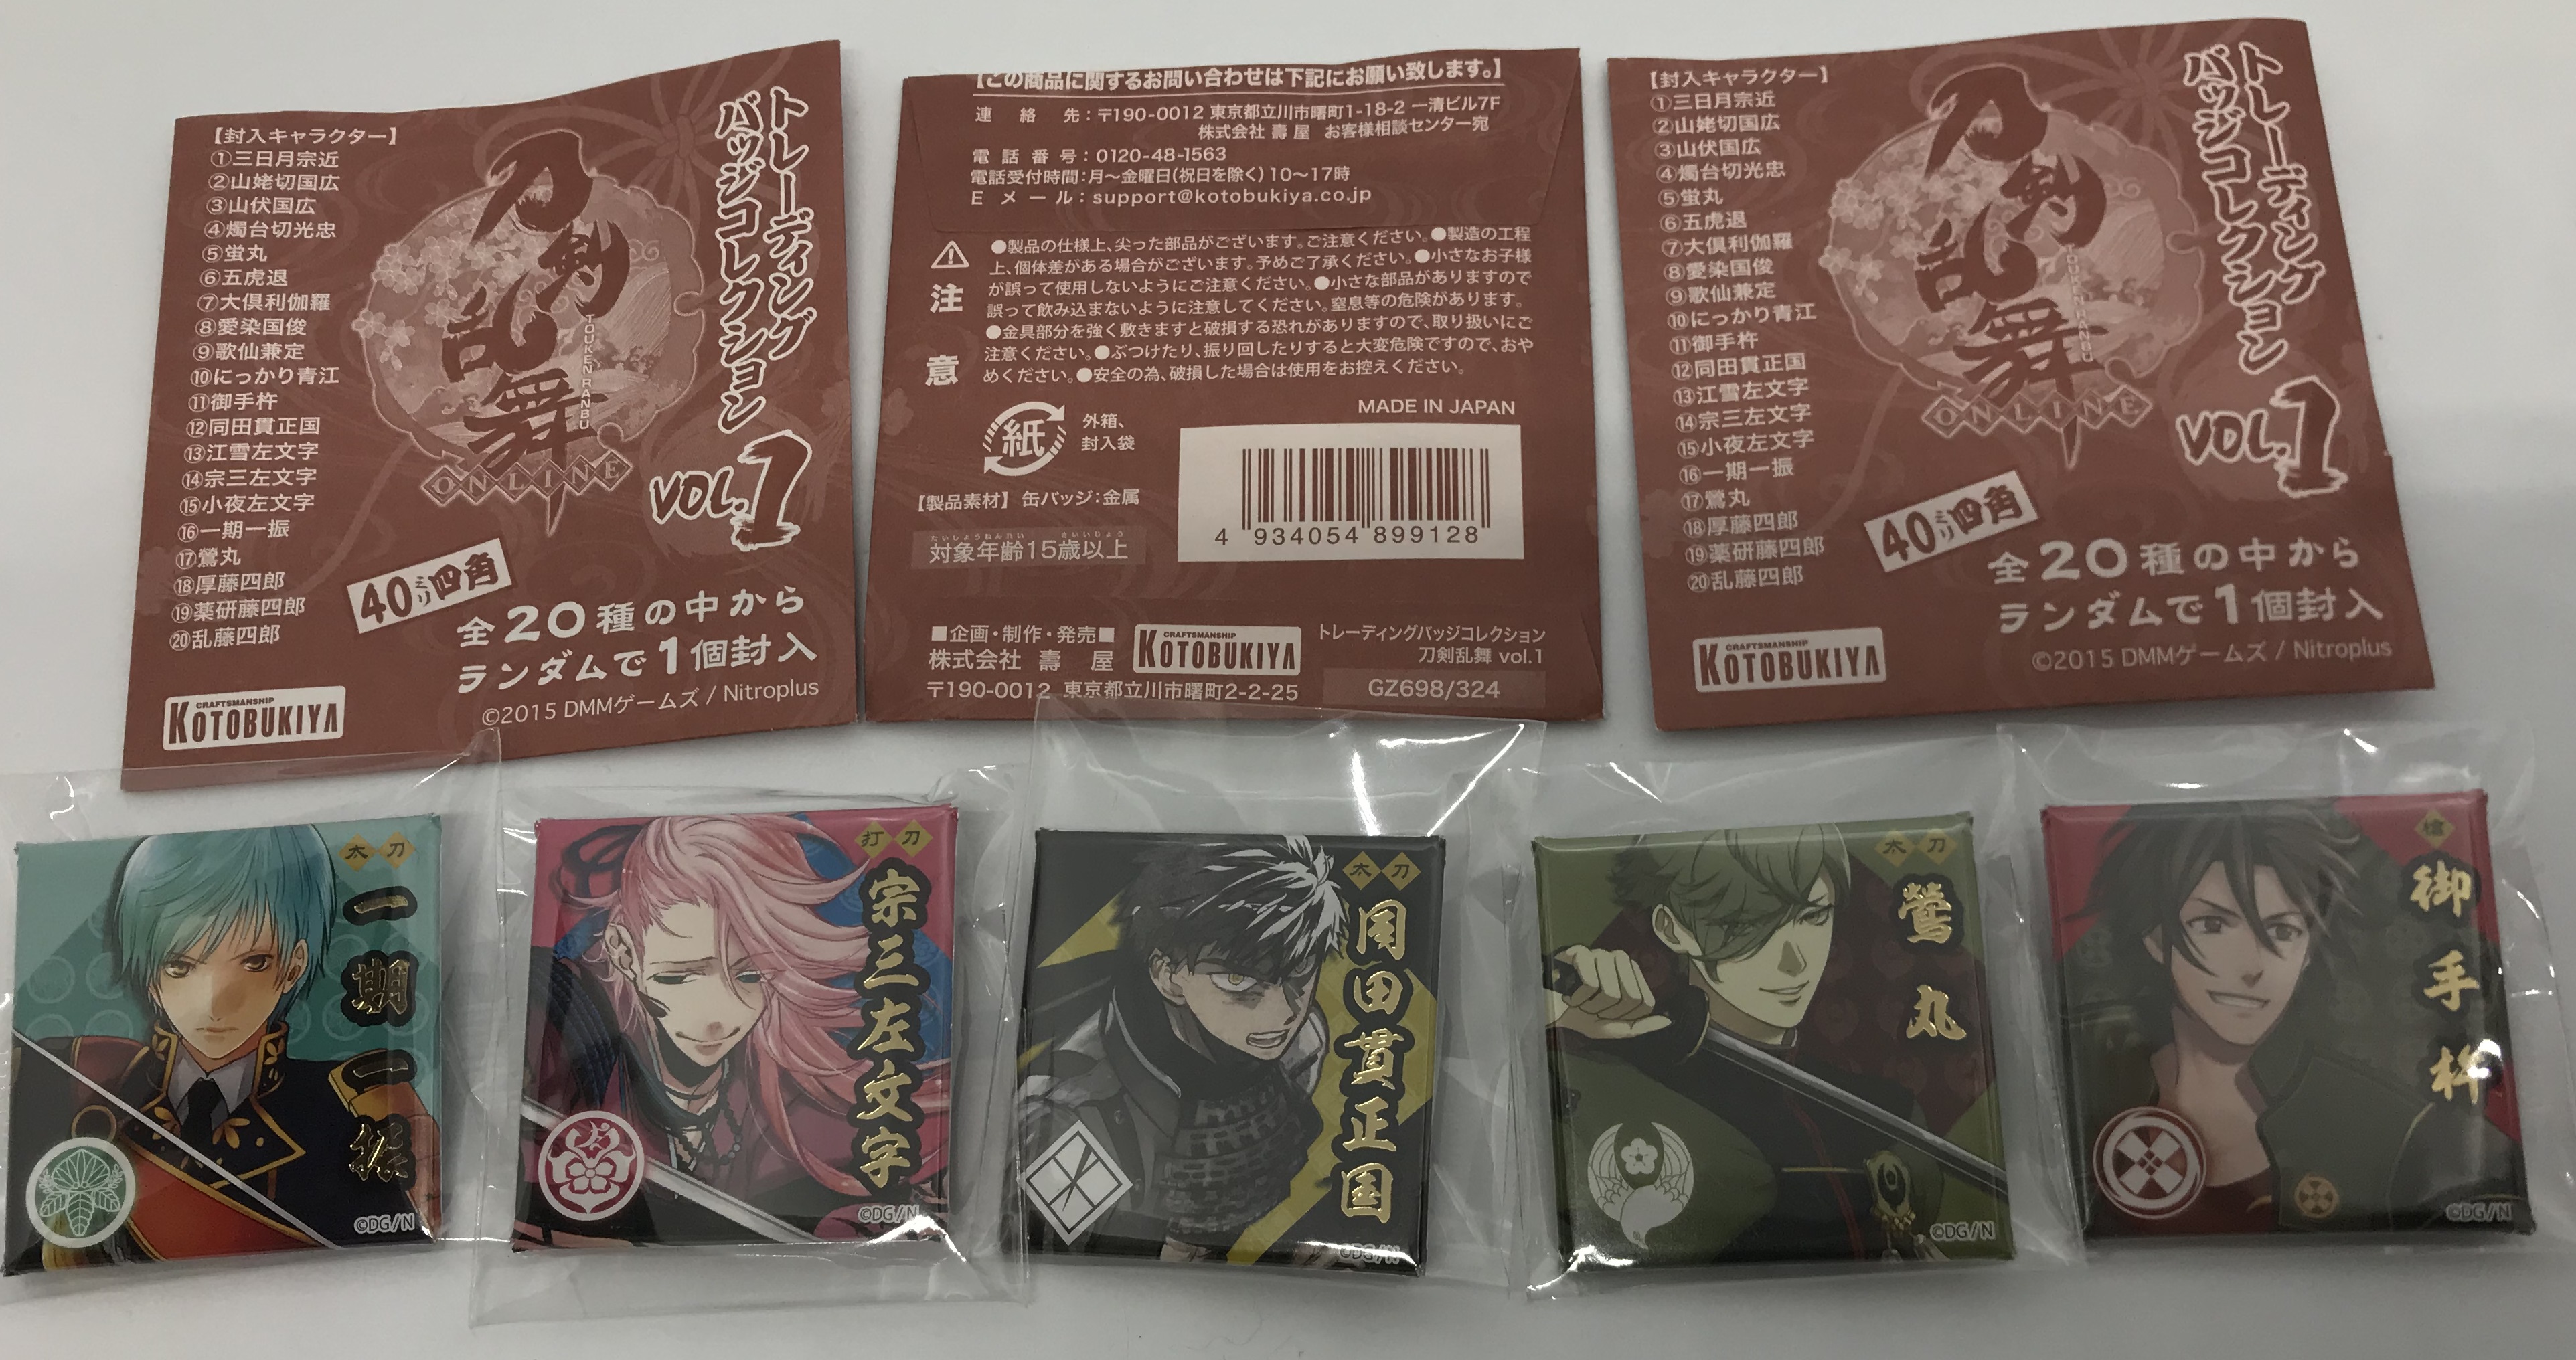 【封入キャラクター】
①三日月宗近
②山姥切国広
③山伏国広
④燭台切光忠
⑤蛍丸
⑥五虎退
⑦大倶利伽羅
⑧愛染国俊
⑨歌仙兼定
⑩にっかり青江
⑪御手杵
⑫同田貫正国
⑬江雪左文字
⑭宗三左文字
⑮小夜左文字
⑯一期一振
⑰鶯丸
⑱厚藤四郎
⑲薬研藤四郎
⑳乱藤四郎
刀剣乱舞
TOUKEN RANBU
ONLINE
トレーディング
バッジコレクション
VOL.1
40ミリ四角
全20種の中から
ランダムで1個封入
CRAFTSMANSHIP
KOTOBUKIYA
©2015 DMMゲームズ / Nitroplus
【この商品に関するお問い合わせは下記にお願い致します。】
連絡先：〒190-0012 東京都立川市曙町1-18-2 一清ビル7F
株式会社 壽屋 お客様相談センター宛
電話番号：0120-48-1563
電話受付時間：月～金曜日(祝日を除く)10～17時
Eメール：support@kotobukiya.co.jp
注意
●製品の仕様上、尖った部品がございます。ご注意ください。●製造の工程
上、個体差がある場合がございます。予めご了承ください。●小さなお子様
が誤って使用しないようにご注意ください。●小さな部品がありますので
誤って飲み込まないように注意してください。窒息等の危険があります。
●金具部分を強く敷きますと破損する恐れがありますので、取り扱いにご
注意ください。●ぶつけたり、振り回したりすると大変危険ですので、おや
めください。●安全の為、破損した場合は使用をお控えください。
紙
外箱、
封入袋
MADE IN JAPAN
【製品素材】缶バッジ：金属
たいしょうねんれい さいいじょう
対象年齢15歳以上
4 934054 899128
■企画・制作・発売■
株式会社 壽屋
CRAFTSMANSHIP
KOTOBUKIYA
〒190-0012 東京都立川市曙町2-2-25
トレーディングバッジコレクション
刀剣乱舞 vol.1
GZ698/324
【封入キャラクター】
①三日月宗近
②山姥切国広
③山伏国広
④燭台切光忠
⑤蛍丸
⑥五虎退
⑦大倶利伽羅
⑧愛染国俊
⑨歌仙兼定
⑩にっかり青江
⑪御手杵
⑫同田貫正国
⑬江雪左文字
⑭宗三左文字
⑮小夜左文字
⑯一期一振
⑰鶯丸
⑱厚藤四郎
⑲薬研藤四郎
⑳乱藤四郎
刀剣乱舞
TOUKEN RANBU
ONLINE
トレーディング
バッジコレクション
VOL.1
40ミリ四角
全20種の中から
ランダムで1個封入
CRAFTSMANSHIP
KOTOBUKIYA
©2015 DMMゲームズ / Nitroplus
太刀
一期一振
©DG/N
打刀
宗三左文字
©DG/N
太刀
同田貫正国
©DG/N
太刀
鶯丸
©DG/N
槍
御手杵
©DG/N